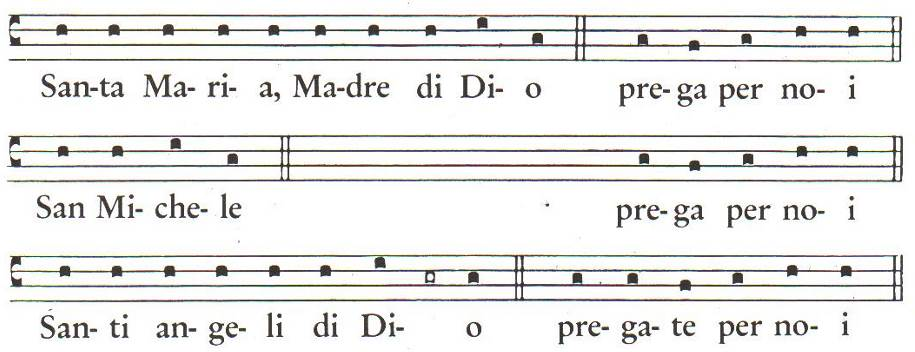 San-ta Ma- ri- a, Ma-dre di Di- o pre-ga per no- i
San Mi- che- le pre-ga per no- i
San- ti an- ge- li di Di- o pre-ga- te per no- i